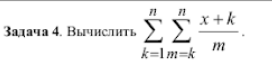 Задача 4. Вычислить $\sum_{k=1}^{n} \sum_{m=k}^{n} \frac{x+k}{m}$.